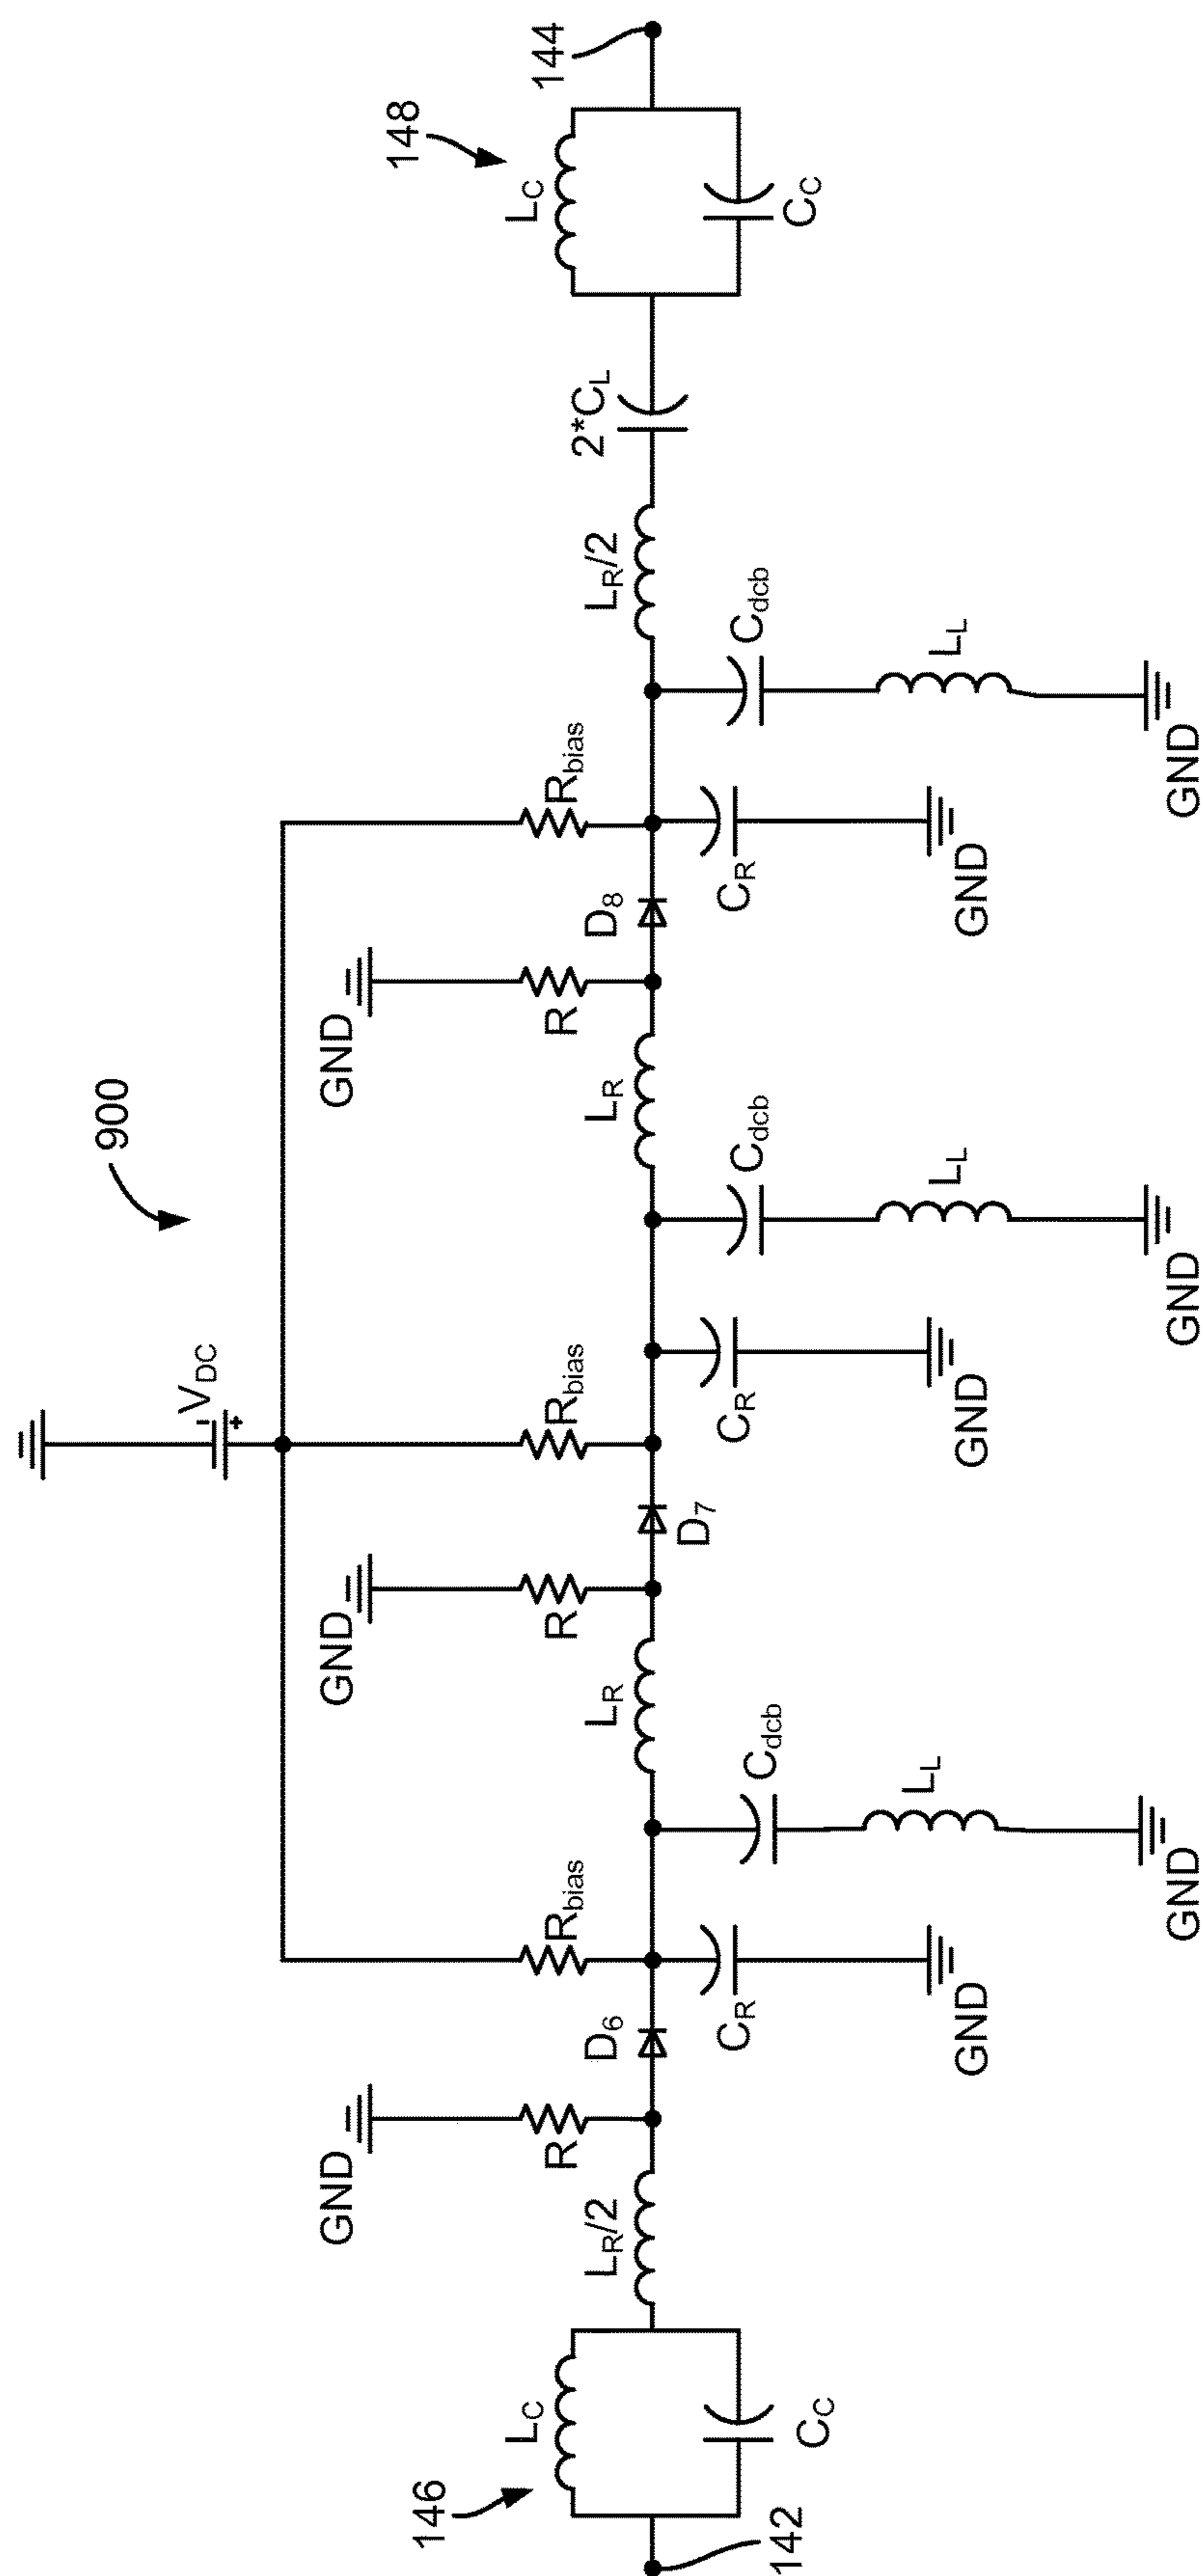 900
V_DC
-
+
GND
GND
GND
R
R_bias
R
R_bias
R
R_bias
146
L_C
C_C
142
L_R/2
D_6
C_R
GND
L_R
C_dcb
L_L
GND
D_7
C_R
GND
L_R
C_dcb
L_L
GND
D_8
C_R
GND
L_R/2
C_dcb
L_L
GND
2*C_L
148
L_C
C_C
144